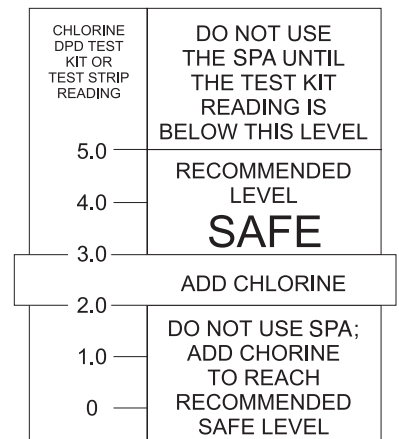 CHLORINE
DPD TEST
KIT OR
TEST STRIP
READING
DO NOT USE
THE SPA UNTIL
THE TEST KIT
READING IS
BELOW THIS LEVEL
5.0
RECOMMENDED
LEVEL
4.0
SAFE
3.0
ADD CHLORINE
2.0
DO NOT USE SPA;
ADD CHORINE
1.0
TO REACH
RECOMMENDED
0
SAFE LEVEL